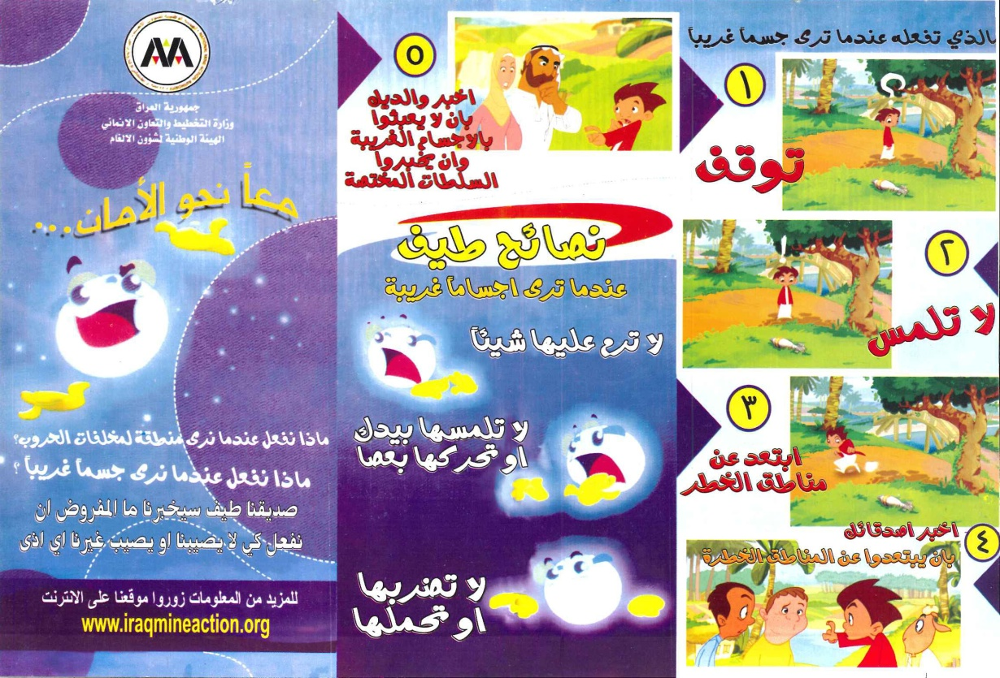 الذي تفعله عندما ترى جسماً غريباً
١
توقف
؟
٢
!
لا تلمس
٣
ابتعد عن
مناطق الخطر
٤
اخبر اصدقائك
بان يبتعدوا عن المناطق الخطرة
٥
اخبر والديك
بان لا يعبثوا
بالاجسام الغريبة
وان يخبروا
السلطات المختصة
نصائح طيف
عندما ترى اجساماً غريبة
لا ترم عليها شيئاً
لا تلمسها بيدك
او تحركها بعصا
لا تضربها
او تحملها
جمهورية العراق
وزارة التخطيط والتعاون الانمائي
الهيئة الوطنية لشؤون الالغام
معاً نحو الأمان...
ماذا نفعل عندما نرى منطقة لمخلفات الحروب؟
ماذا نفعل عندما نرى جسماً غريباً ؟
صديقنا طيف سيخبرنا ما المفروض ان
نفعل كي لا يصيبنا او يصيب غيرنا اي اذى
للمزيد من المعلومات زوروا موقعنا على الانترنت
www.iraqmineaction.org